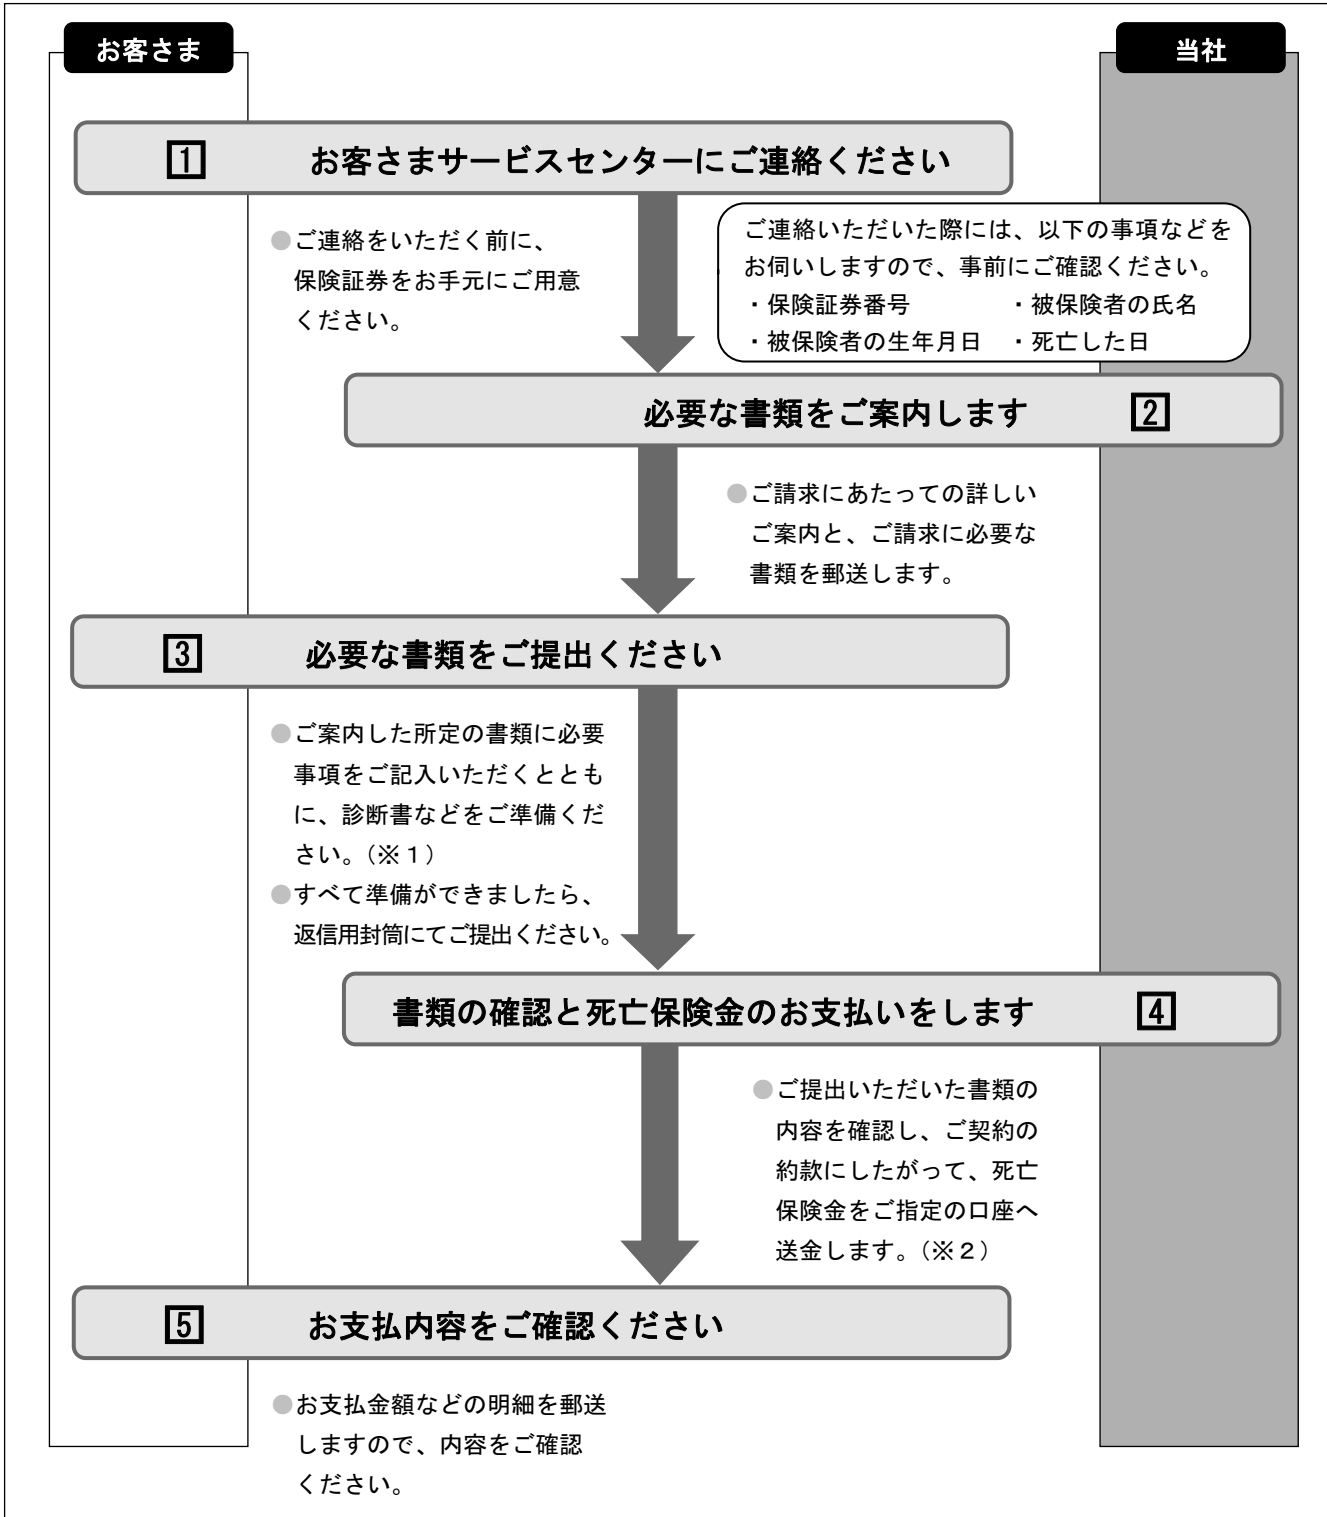 お客さま
当社
1 お客さまサービスセンターにご連絡ください
●ご連絡をいただく前に、
保険証券をお手元にご用意
ください。
ご連絡いただいた際には、以下の事項などを
お伺いしますので、事前にご確認ください。
・保険証券番号 ・被保険者の氏名
・被保険者の生年月日 ・死亡した日
必要な書類をご案内します 2
●ご請求にあたっての詳しい
ご案内と、ご請求に必要な
書類を郵送します。
3 必要な書類をご提出ください
●ご案内した所定の書類に必要
事項をご記入いただくととも
に、診断書などをご準備くだ
さい。(※１)
●すべて準備ができましたら、
返信用封筒にてご提出ください。
書類の確認と死亡保険金のお支払いをします 4
●ご提出いただいた書類の
内容を確認し、ご契約の
約款にしたがって、死亡
保険金をご指定の口座へ
送金します。(※２)
5 お支払内容をご確認ください
●お支払金額などの明細を郵送
しますので、内容をご確認
ください。